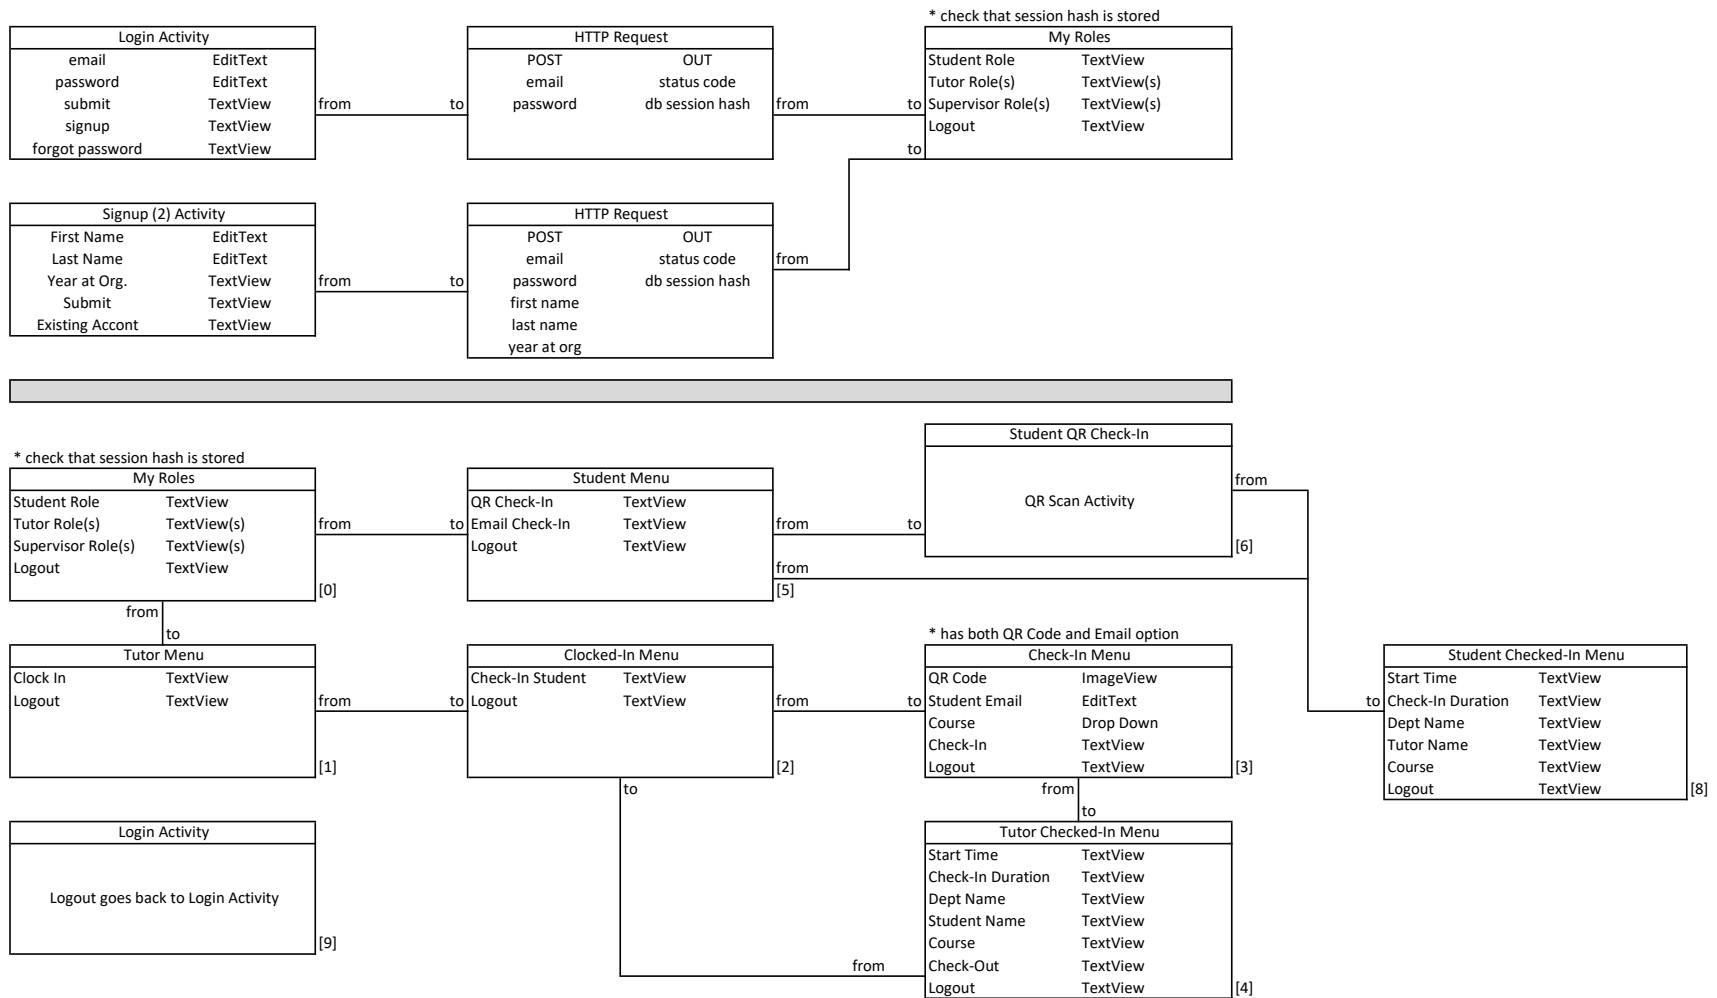 * check that session hash is stored
Login Activity
email EditText
password EditText
submit TextView
signup TextView
forgot password TextView
from to
HTTP Request
POST OUT
email status code
password db session hash
from to
My Roles
Student Role TextView
Tutor Role(s) TextView(s)
Supervisor Role(s) TextView(s)
Logout TextView
to
Signup (2) Activity
First Name EditText
Last Name EditText
Year at Org. TextView
Submit TextView
Existing Accont TextView
from to
HTTP Request
POST OUT
email status code
password db session hash
first name
last name
year at org
from
* check that session hash is stored
My Roles
Student Role TextView
Tutor Role(s) TextView(s)
Supervisor Role(s) TextView(s)
Logout TextView
[0]
from to
Student Menu
QR Check-In TextView
Email Check-In TextView
Logout TextView
[5]
from to
from
Student QR Check-In
QR Scan Activity
[6]
from
from
to
Tutor Menu
Clock In TextView
Logout TextView
[1]
from to
Clocked-In Menu
Check-In Student TextView
Logout TextView
[2]
from to
* has both QR Code and Email option
Check-In Menu
QR Code ImageView
Student Email EditText
Course Drop Down
Check-In TextView
Logout TextView
[3]
to
Student Checked-In Menu
Start Time TextView
Check-In Duration TextView
Dept Name TextView
Tutor Name TextView
Course TextView
Logout TextView
[8]
to
from
to
Login Activity
Logout goes back to Login Activity
[9]
Tutor Checked-In Menu
Start Time TextView
Check-In Duration TextView
Dept Name TextView
Student Name TextView
Course TextView
from
Check-Out TextView
Logout TextView
[4]